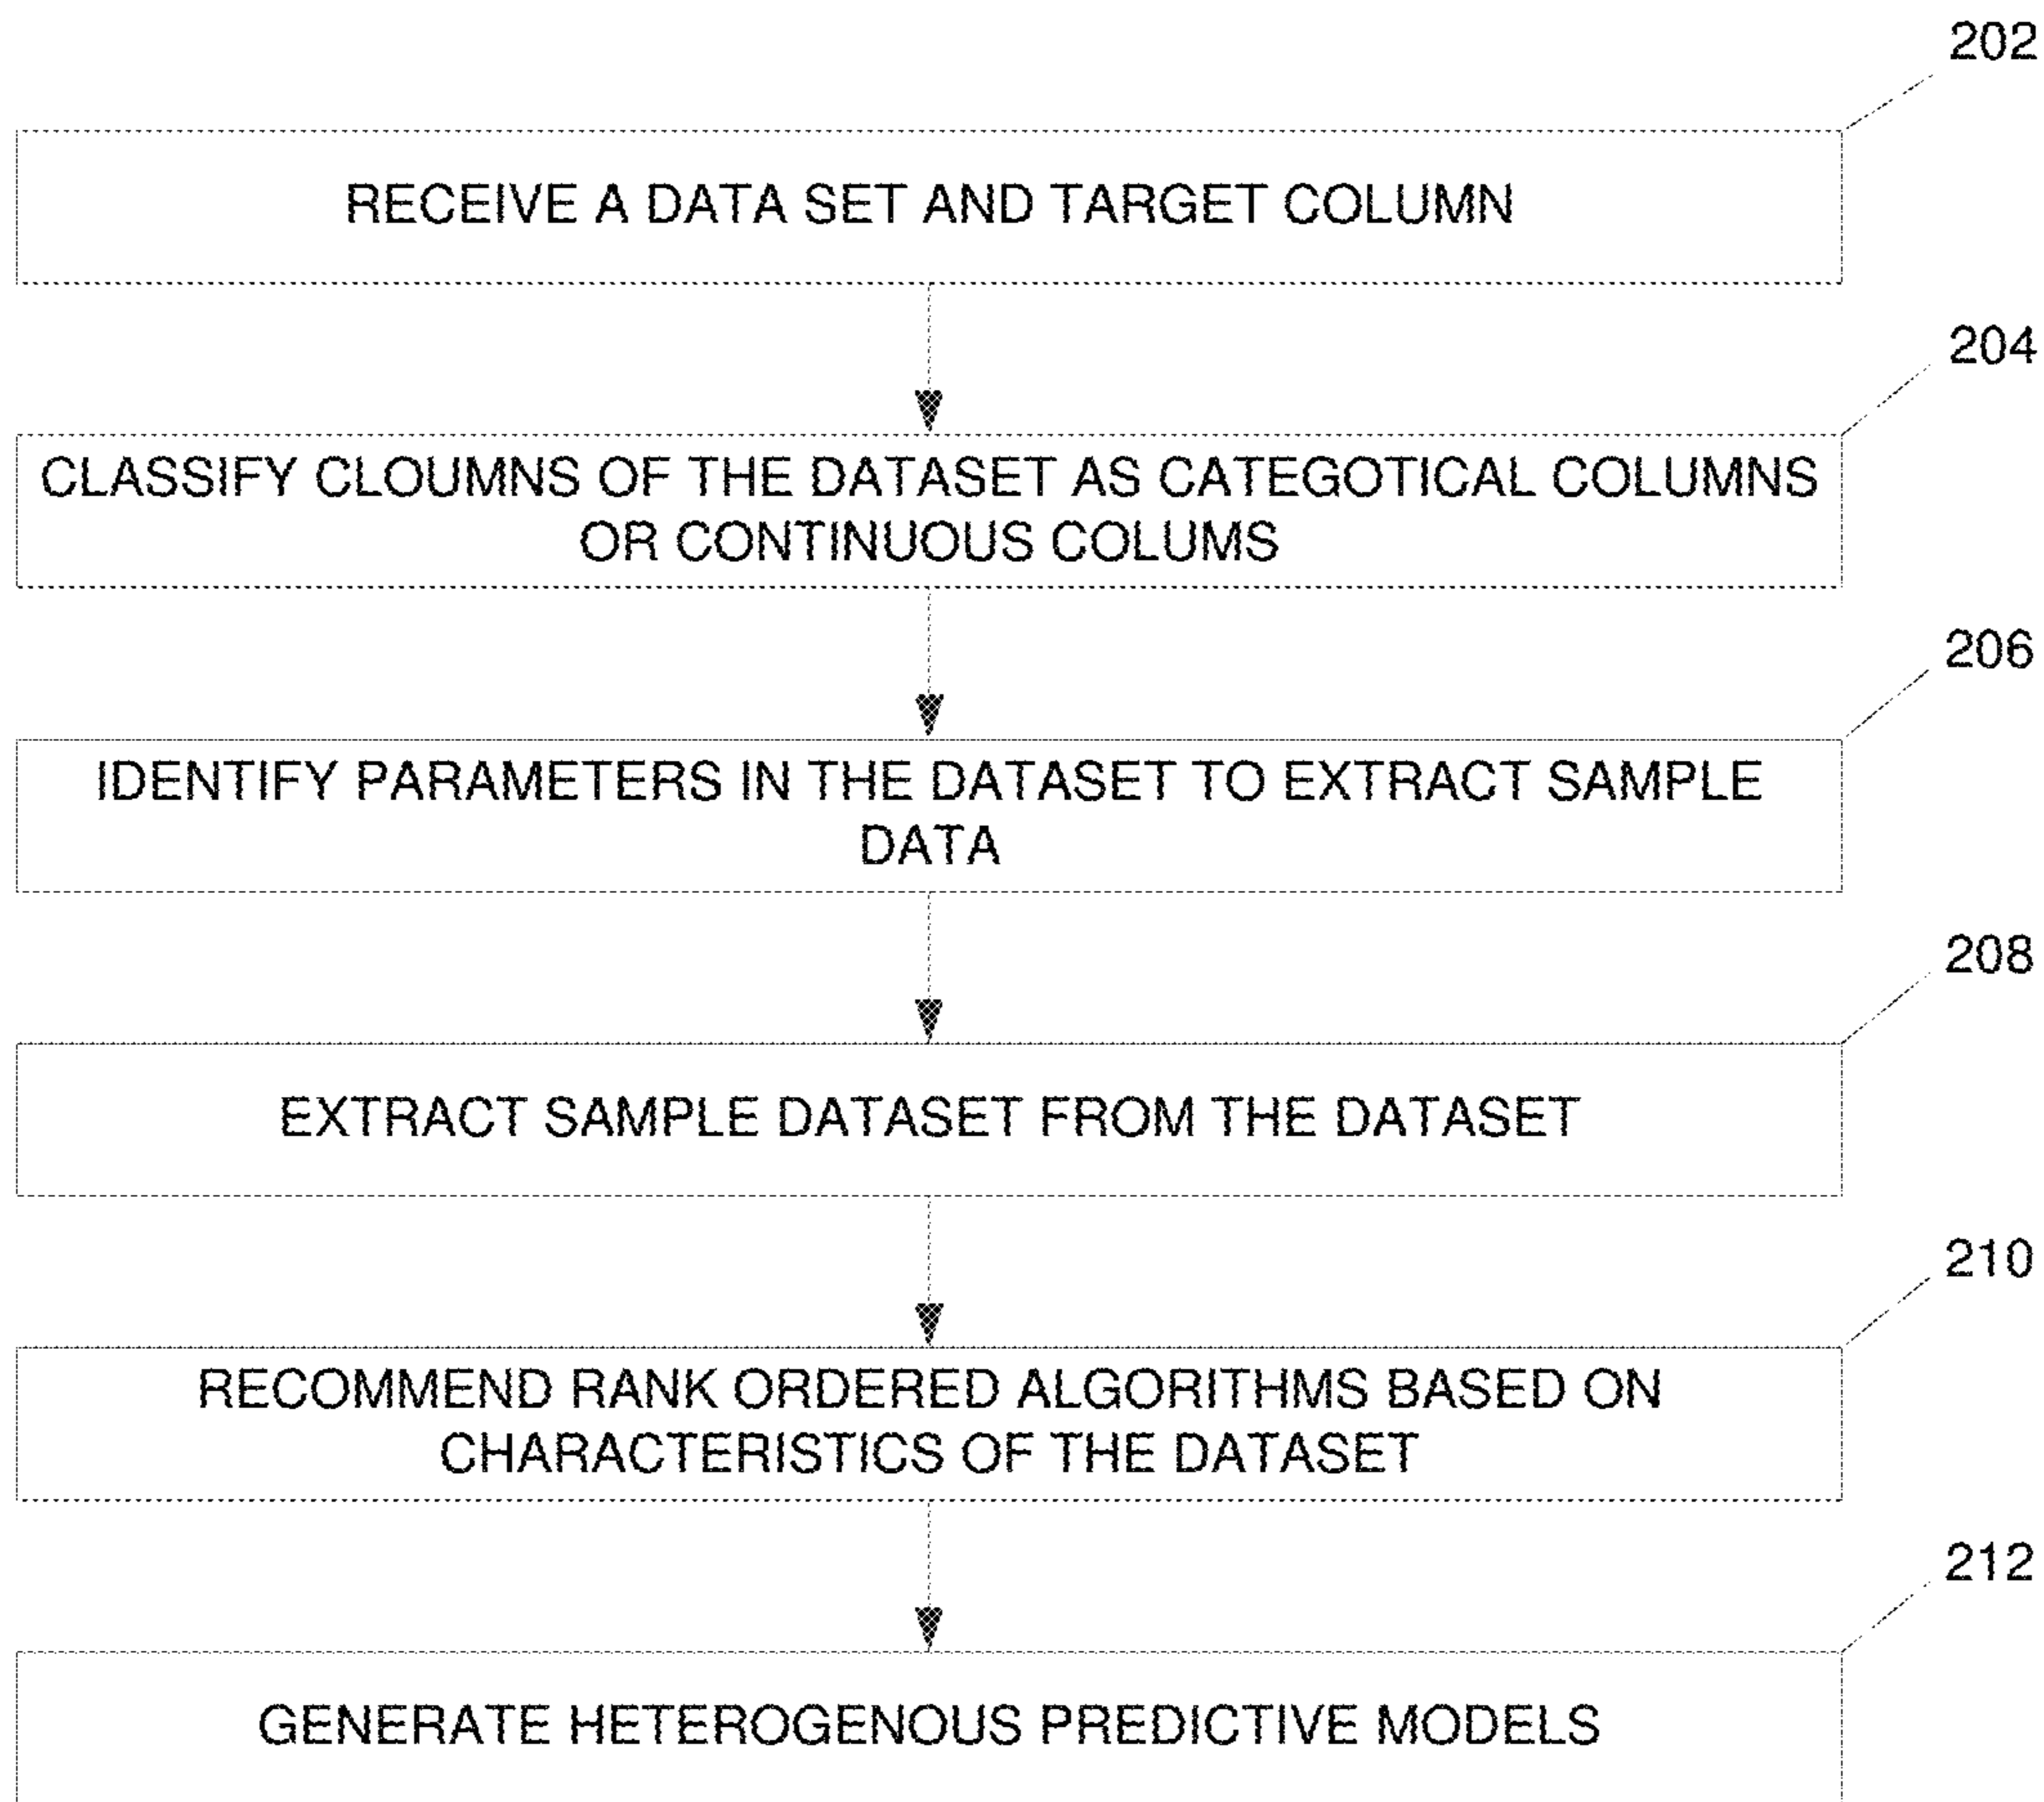 202
RECEIVE A DATA SET AND TARGET COLUMN
204
CLASSIFY CLOUMNS OF THE DATASET AS CATEGOTICAL COLUMNS
OR CONTINUOUS COLUMS
206
IDENTIFY PARAMETERS IN THE DATASET TO EXTRACT SAMPLE
DATA
208
EXTRACT SAMPLE DATASET FROM THE DATASET
210
RECOMMEND RANK ORDERED ALGORITHMS BASED ON
CHARACTERISTICS OF THE DATASET
212
GENERATE HETEROGENOUS PREDICTIVE MODELS